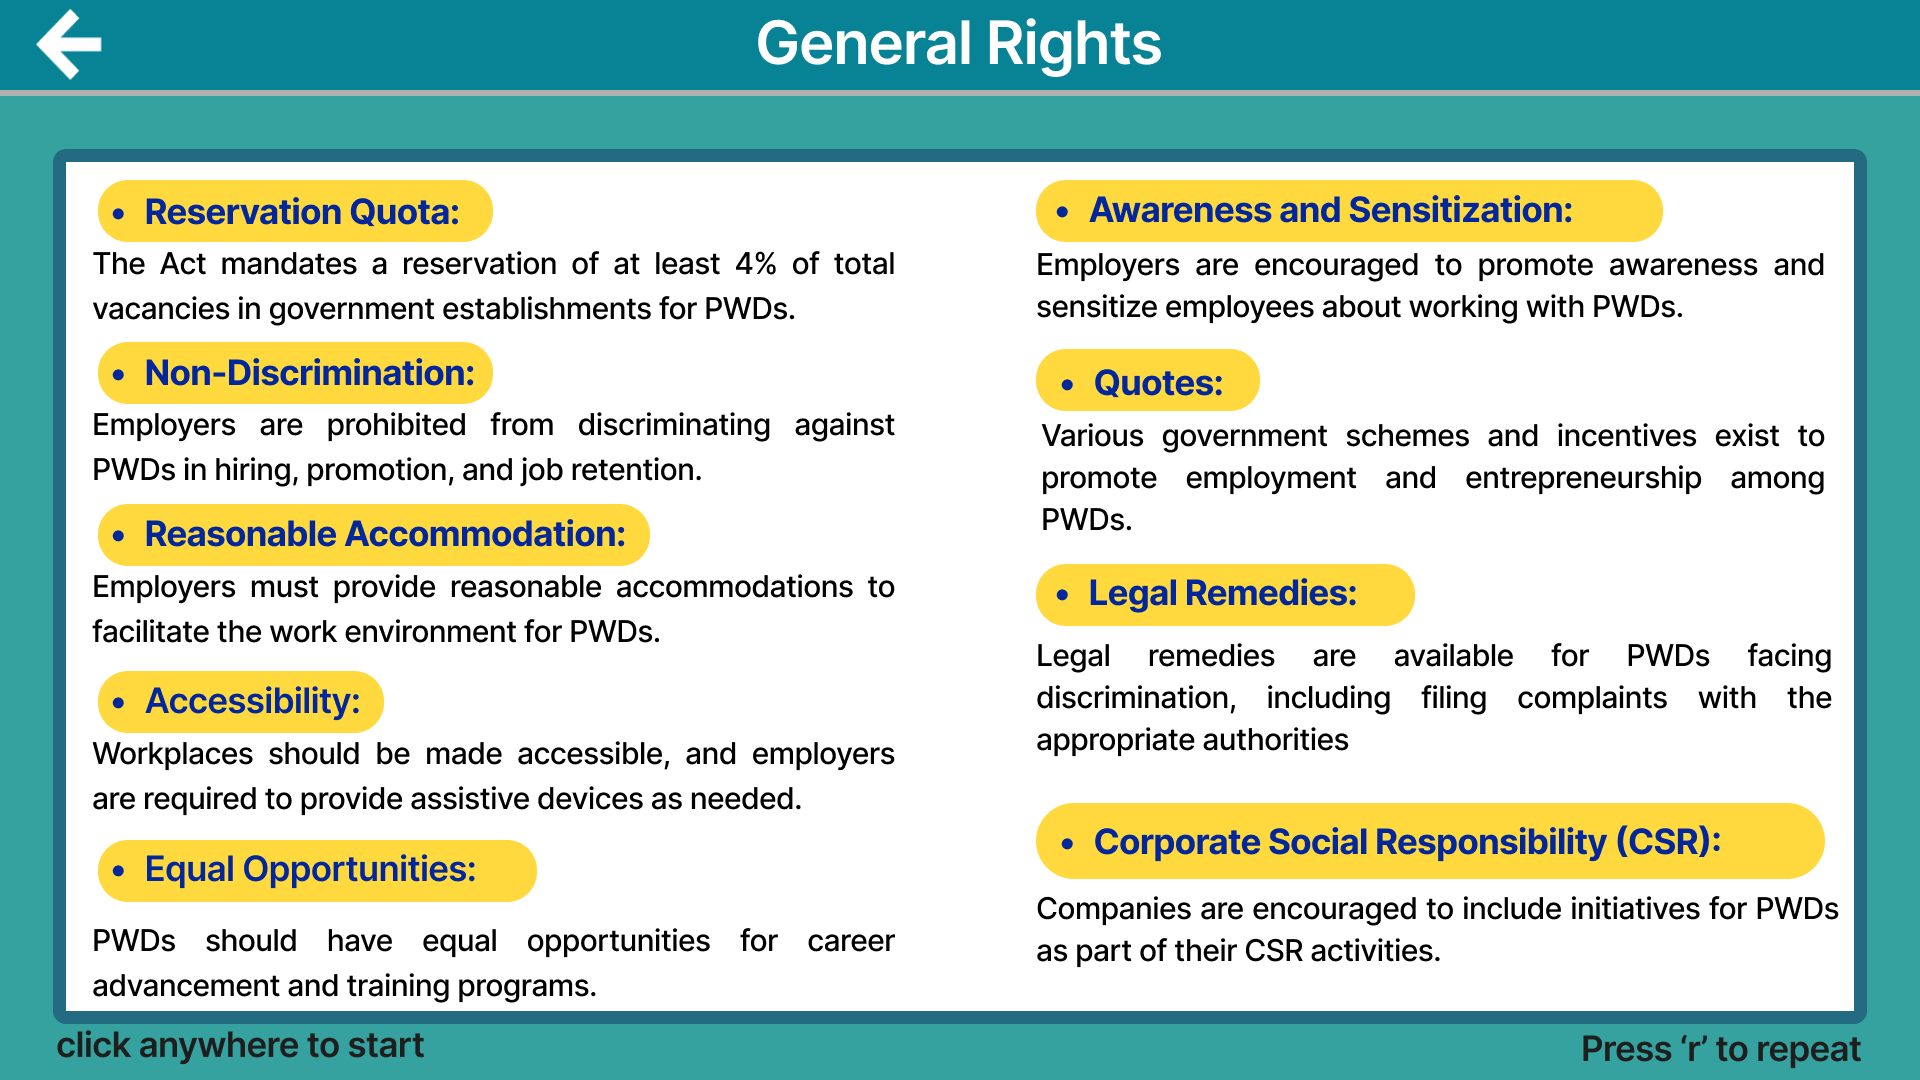 General Rights
• Reservation Quota:
The Act mandates a reservation of at least 4% of total
vacancies in government establishments for PWDs.
• Non-Discrimination:
Employers are prohibited from discriminating against
PWDs in hiring, promotion, and job retention.
• Reasonable Accommodation:
Employers must provide reasonable accommodations to
facilitate the work environment for PWDs.
• Accessibility:
Workplaces should be made accessible, and employers
are required to provide assistive devices as needed.
• Equal Opportunities:
PWDs should have equal opportunities for career
advancement and training programs.
• Awareness and Sensitization:
Employers are encouraged to promote awareness and
sensitize employees about working with PWDs.
• Quotes:
Various government schemes and incentives exist to
promote employment and entrepreneurship among
PWDs.
• Legal Remedies:
Legal remedies are available for PWDs facing
discrimination, including filing complaints with the
appropriate authorities
• Corporate Social Responsibility (CSR):
Companies are encouraged to include initiatives for PWDs
as part of their CSR activities.
click anywhere to start
Press ‘r’ to repeat